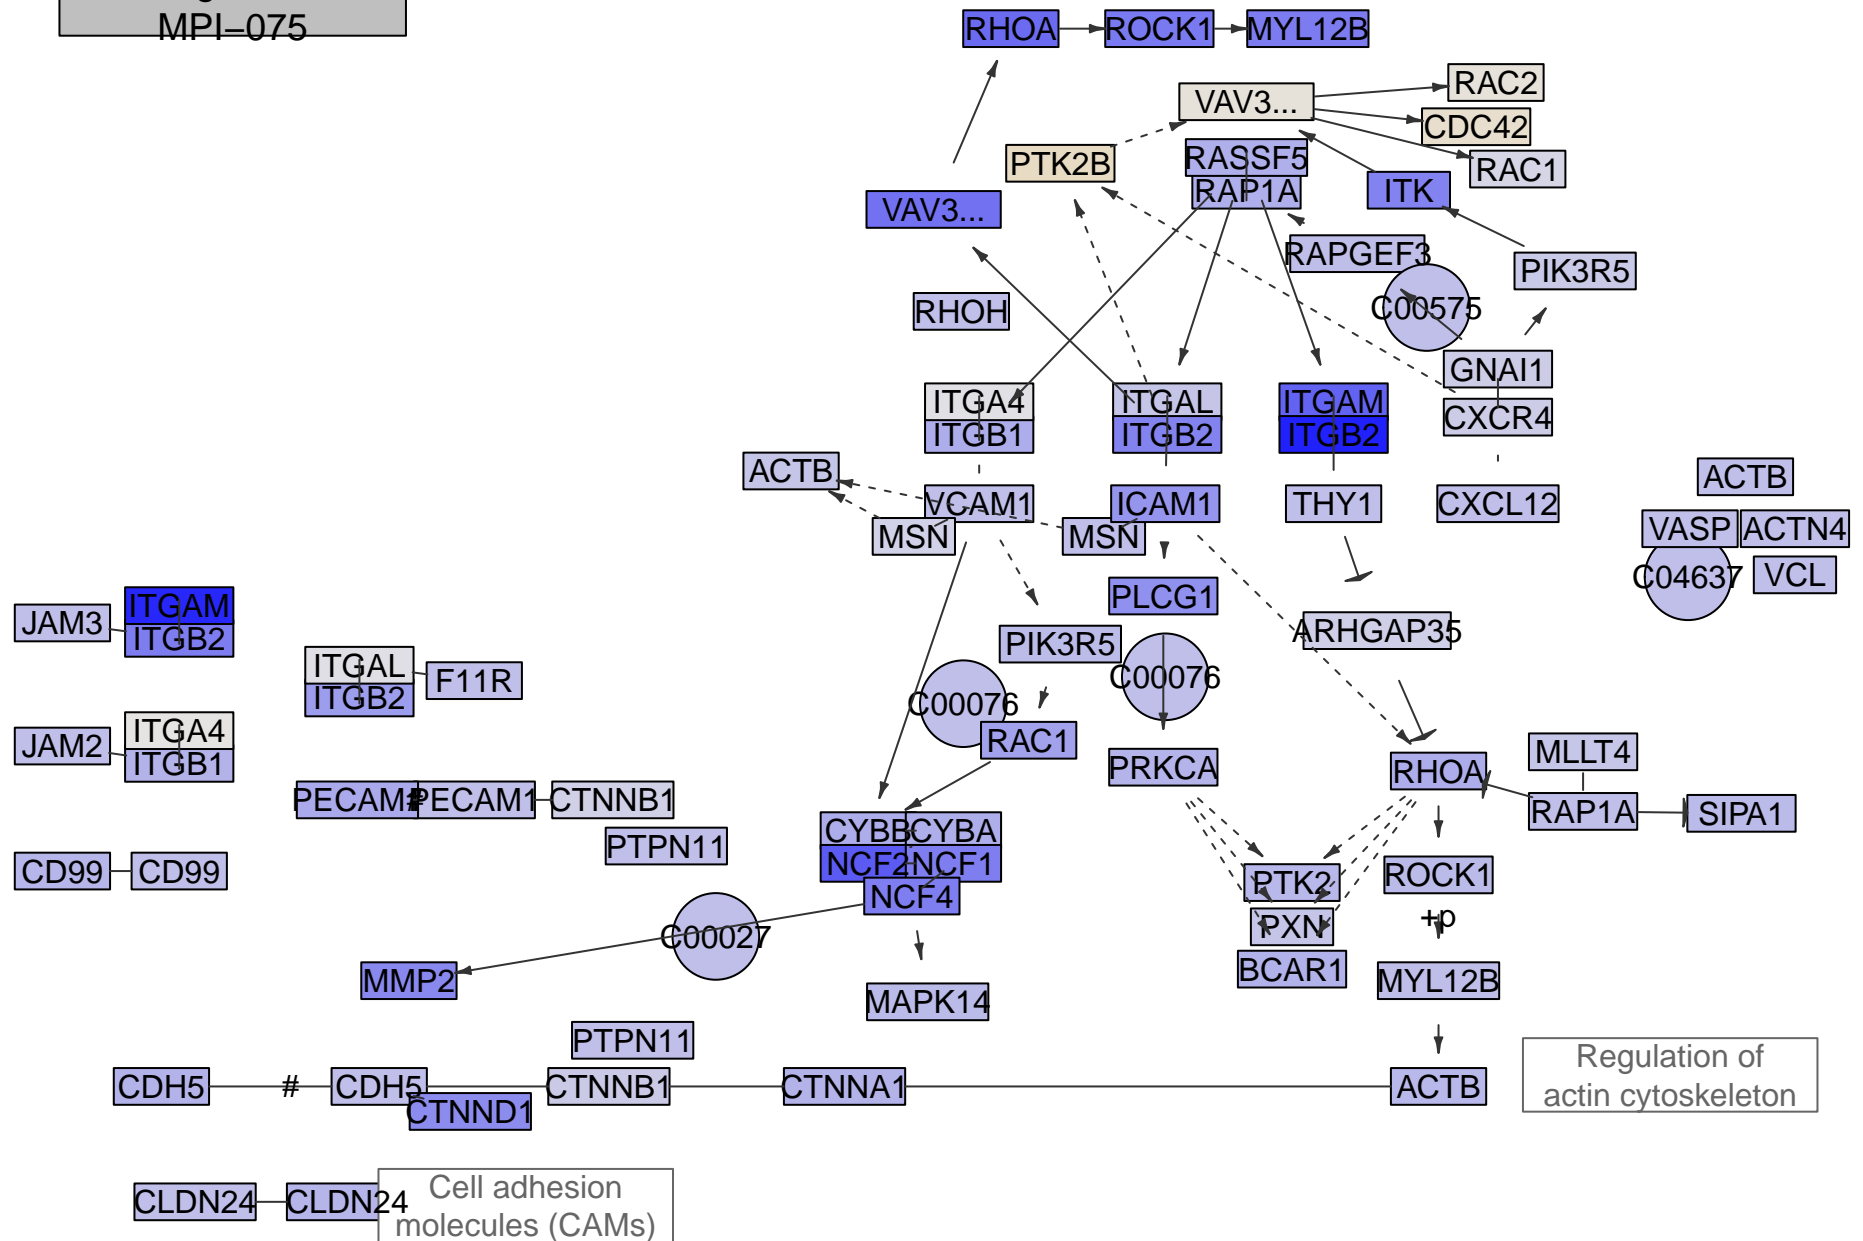 MPI−075
RHOA
ROCK1
MYL12B
RAC2
VAV3...
CDC42
RASSF5
PTK2B
RAC1
RAP1A
ITK
VAV3...
RAPGEF3
PIK3R5
RHOH
C00575
GNAI1
ITGA4
ITGAL
ITGAM
CXCR4
ITGB1
ITGB2
ITGB2
ACTB
ACTB
VCAM1
ICAM1
THY1
CXCL12
MSN
MSN
VASP
ACTN4
C04637
VCL
PLCG1
ITGAM
JAM3
ITGB2
ARHGAP35
PIK3R5
ITGAL
F11R
C00076
ITGB2
C00076
ITGA4
JAM2
RAC1
MLLT4
ITGB1
PRKCA
RHOA
PECAM1
#
PECAM1
CTNNB1
RAP1A
SIPA1
CYBB
CYBA
PTPN11
NCF2
NCF1
CD99
CD99
ROCK1
PTK2
NCF4
+p
PXN
C00027
BCAR1
MMP2
MYL12B
MAPK14
PTPN11
Regulation of
actin cytoskeleton
CDH5
#
CDH5
CTNNB1
CTNNA1
ACTB
CTNND1
CLDN24
CLDN24
Cell adhesion
molecules (CAMs)